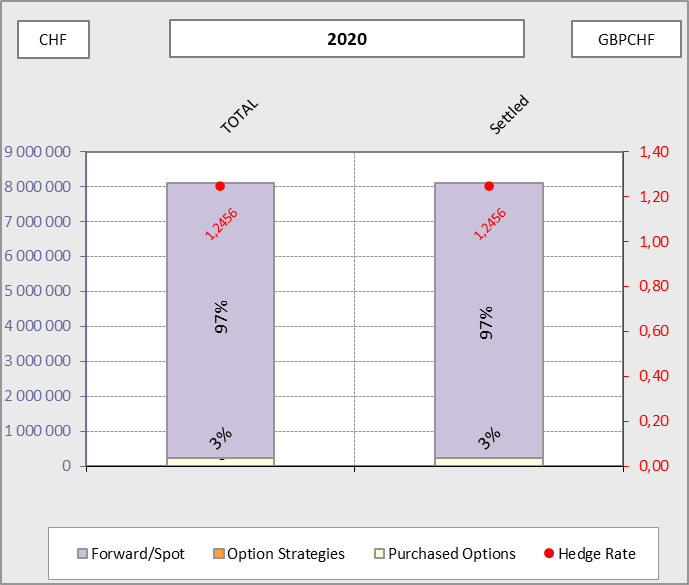 CHF
2020
GBPCHF
TOTAL
Settled
9 000 000
8 000 000
7 000 000
6 000 000
5 000 000
4 000 000
3 000 000
2 000 000
1 000 000
0
1,40
1,20
1,00
0,80
0,60
0,40
0,20
0,00
1,2456
97%
3%
1,2456
97%
3%
Forward/Spot
Option Strategies
Purchased Options
Hedge Rate